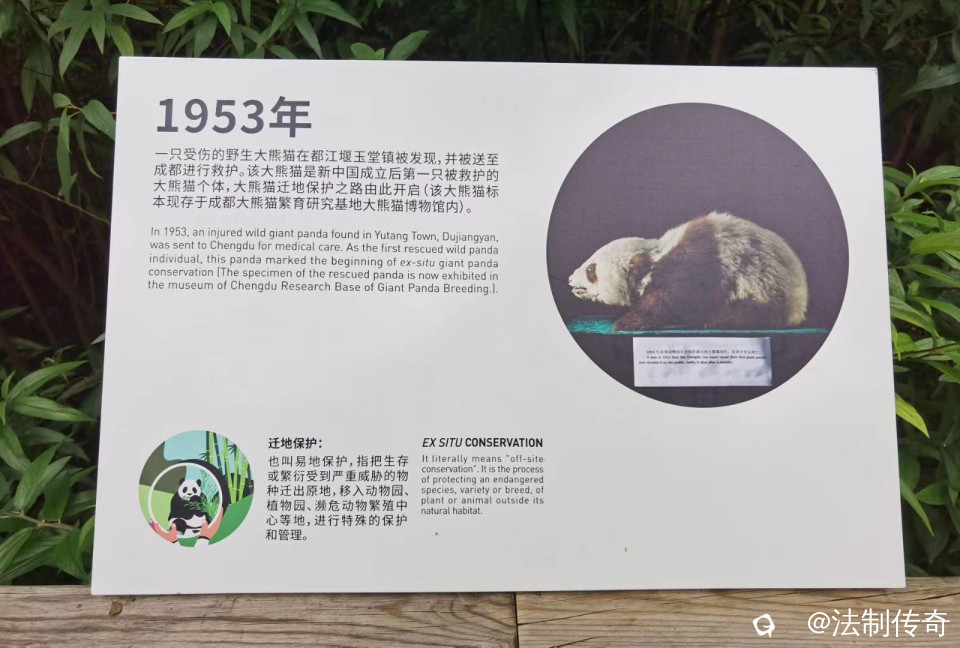 1953年
一只受伤的野生大熊猫在都江堰玉堂镇被发现，并被送至
成都进行救护。该大熊猫是新中国成立后第一只被救护的
大熊猫个体，大熊猫迁地保护之路由此开启（该大熊猫标
本现存于成都大熊猫繁育研究基地大熊猫博物馆内）。
In 1953, an injured wild giant panda found in Yutang Town, Dujiangyan,
was sent to Chengdu for medical care. As the first rescued wild panda
individual, this panda marked the beginning of ex-situ giant panda
conservation (The specimen of the rescued panda is now exhibited in
the museum of Chengdu Research Base of Giant Panda Breeding.).
迁地保护：
也叫易地保护，指把生存
或繁衍受到严重威胁的物
种迁出原地，移入动物园、
植物园、濒危动物繁殖中
心等地，进行特殊的保护
和管理。
EX SITU CONSERVATION
It literally means "off-site
conservation". It is the process
of protecting an endangered
species, variety or breed, of
plant or animal outside its
natural habitat.
@法制传奇